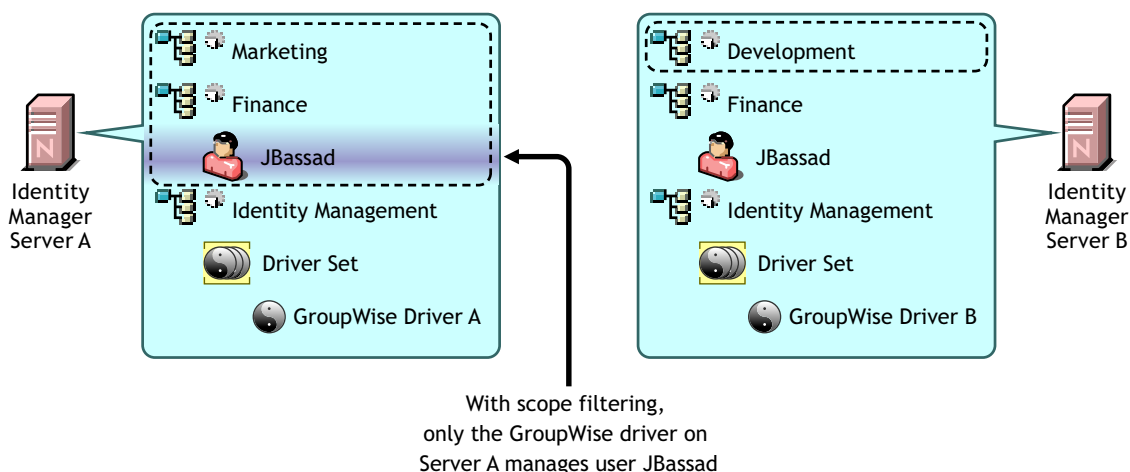 Marketing
Finance
JBassad
Identity Management
Driver Set
GroupWise Driver A
N
Identity
Manager
Server A
Development
Finance
JBassad
Identity Management
Driver Set
GroupWise Driver B
N
Identity
Manager
Server B
With scope filtering,
only the GroupWise driver on
Server A manages user JBassad